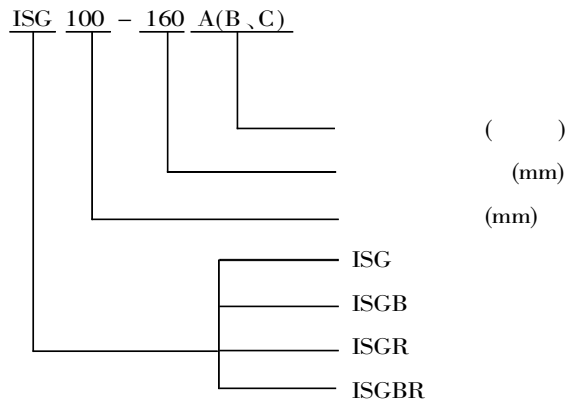 ISG 100 - 160 A(B、C)
( )
(mm)
(mm)
ISG
ISGB
ISGR
ISGBR